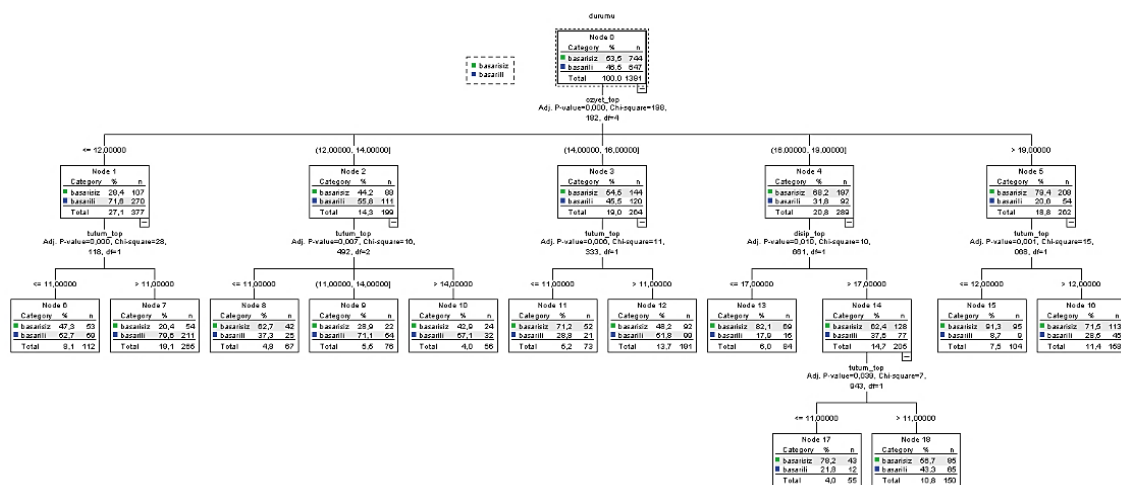 durumu
Node 0
Category % n
basarisiz 53,5 744
basarili 46,5 647
Total 100,0 1391
basarisiz
basarili
ozyet_top
Adj. P-value=0,000, Chi-square=198,
182, df=4
<= 12,00000
(12,00000, 14,00000]
(14,00000, 16,00000]
(16,00000, 19,00000]
> 19,00000
Node 1
Category % n
basarisiz 28,4 107
basarili 71,6 270
Total 27,1 377
Node 2
Category % n
basarisiz 44,2 88
basarili 55,8 111
Total 14,3 199
Node 3
Category % n
basarisiz 54,5 144
basarili 45,5 120
Total 19,0 264
Node 4
Category % n
basarisiz 68,2 197
basarili 31,8 92
Total 20,8 289
Node 5
Category % n
basarisiz 79,4 208
basarili 20,6 54
Total 18,8 262
tutum_top
Adj. P-value=0,000, Chi-square=28,
118, df=1
tutum_top
Adj. P-value=0,007, Chi-square=16,
492, df=2
tutum_top
Adj. P-value=0,006, Chi-square=11,
333, df=1
disip_top
Adj. P-value=0,010, Chi-square=10,
661, df=1
tutum_top
Adj. P-value=0,001, Chi-square=15,
068, df=1
<= 11,00000
> 11,00000
<= 11,00000
(11,00000, 14,00000]
> 14,00000
<= 11,00000
> 11,00000
<= 17,00000
> 17,00000
<= 12,00000
> 12,00000
Node 6
Category % n
basarisiz 47,3 53
basarili 52,7 59
Total 8,1 112
Node 7
Category % n
basarisiz 20,4 54
basarili 79,6 211
Total 19,1 265
Node 8
Category % n
basarisiz 62,7 42
basarili 37,3 25
Total 4,8 67
Node 9
Category % n
basarisiz 28,9 22
basarili 71,1 54
Total 5,5 76
Node 10
Category % n
basarisiz 42,9 24
basarili 57,1 32
Total 4,0 56
Node 11
Category % n
basarisiz 71,2 52
basarili 28,8 21
Total 5,2 73
Node 12
Category % n
basarisiz 48,2 92
basarili 51,8 99
Total 13,7 191
Node 13
Category % n
basarisiz 82,1 69
basarili 17,9 15
Total 6,0 84
Node 14
Category % n
basarisiz 62,4 128
basarili 37,6 77
Total 14,7 205
Node 15
Category % n
basarisiz 91,3 95
basarili 8,7 9
Total 7,5 104
Node 16
Category % n
basarisiz 71,5 113
basarili 28,5 45
Total 11,4 158
tutum_top
Adj. P-value=0,039, Chi-square=7,
943, df=1
<= 11,00000
> 11,00000
Node 17
Category % n
basarisiz 78,2 43
basarili 21,8 12
Total 4,0 55
Node 18
Category % n
basarisiz 56,7 85
basarili 43,3 65
Total 10,8 150